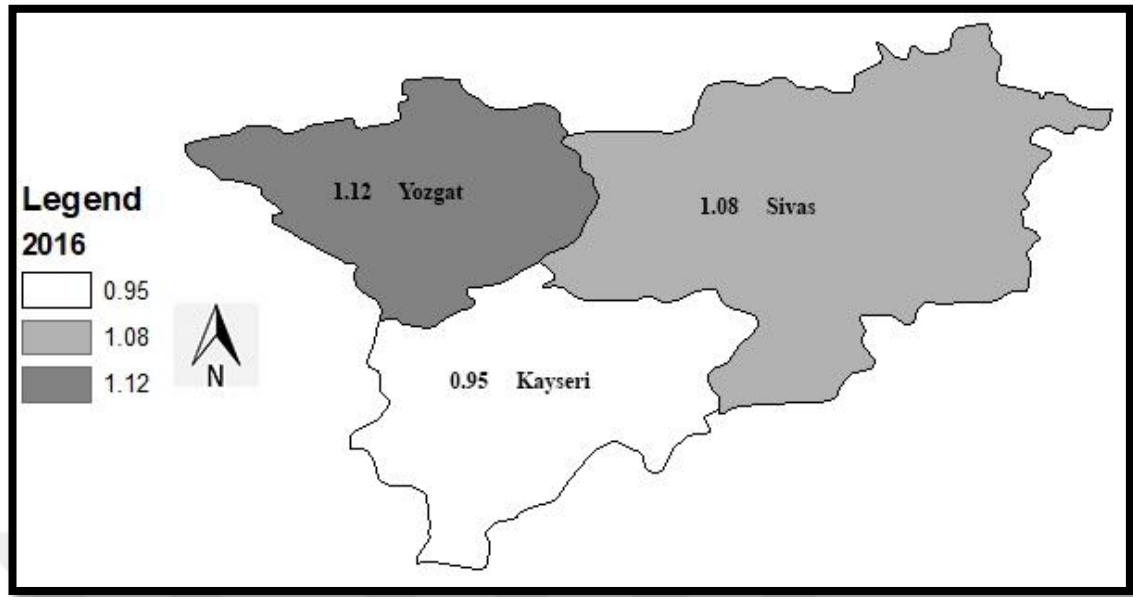 1.12 Yozgat
1.08 Sivas
Legend
2016
0.95
1.08
1.12
N
0.95 Kayseri